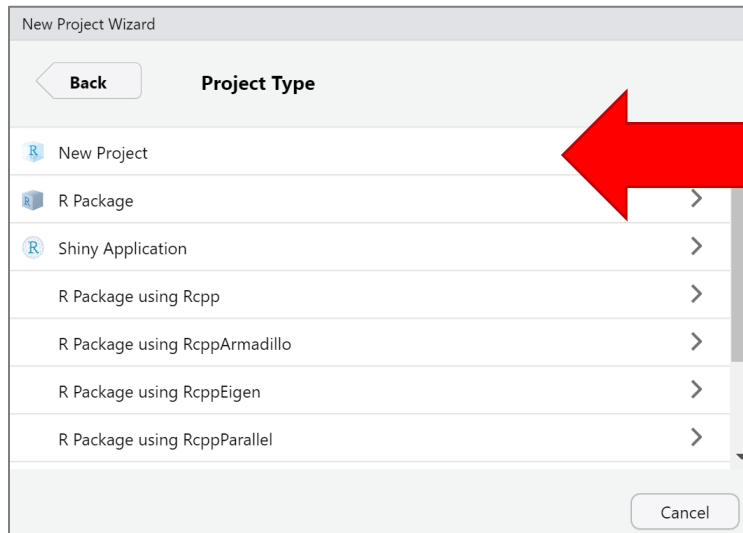 New Project Wizard
Back
Project Type
R New Project
R R Package
R Shiny Application
R Package using Rcpp
R Package using RcppArmadillo
R Package using RcppEigen
R Package using RcppParallel
Cancel